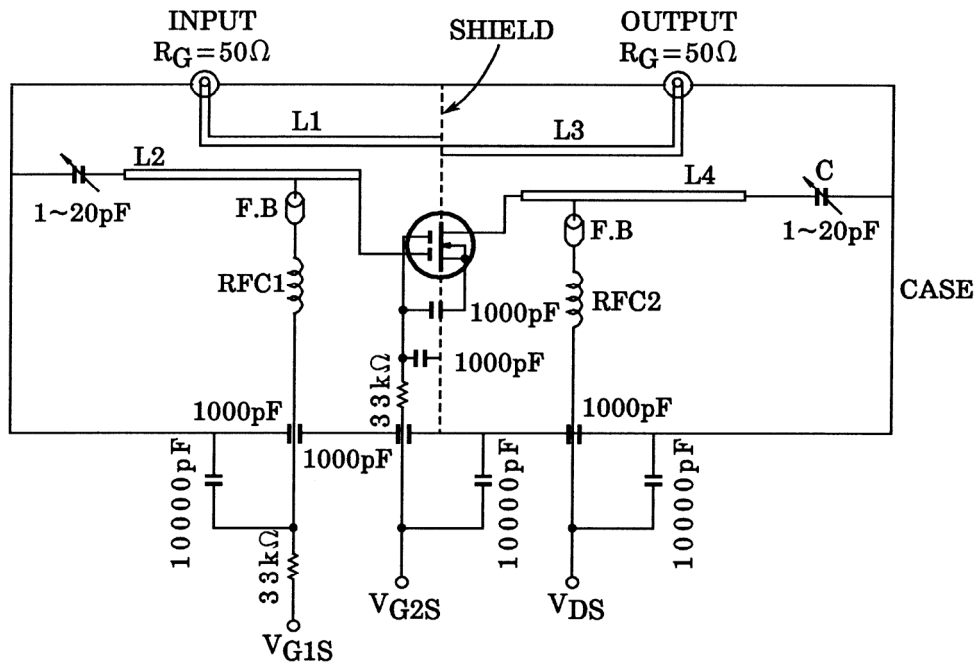 INPUT
RG=50Ω
SHIELD
OUTPUT
RG=50Ω
L1
L3
L2
L4
C
1~20pF
F.B
F.B
1~20pF
RFC1
RFC2
CASE
1000pF
1000pF
33kΩ
1000pF
1000pF
1000pF
10000pF
10000pF
10000pF
33kΩ
VG1S
VG2S
VDS